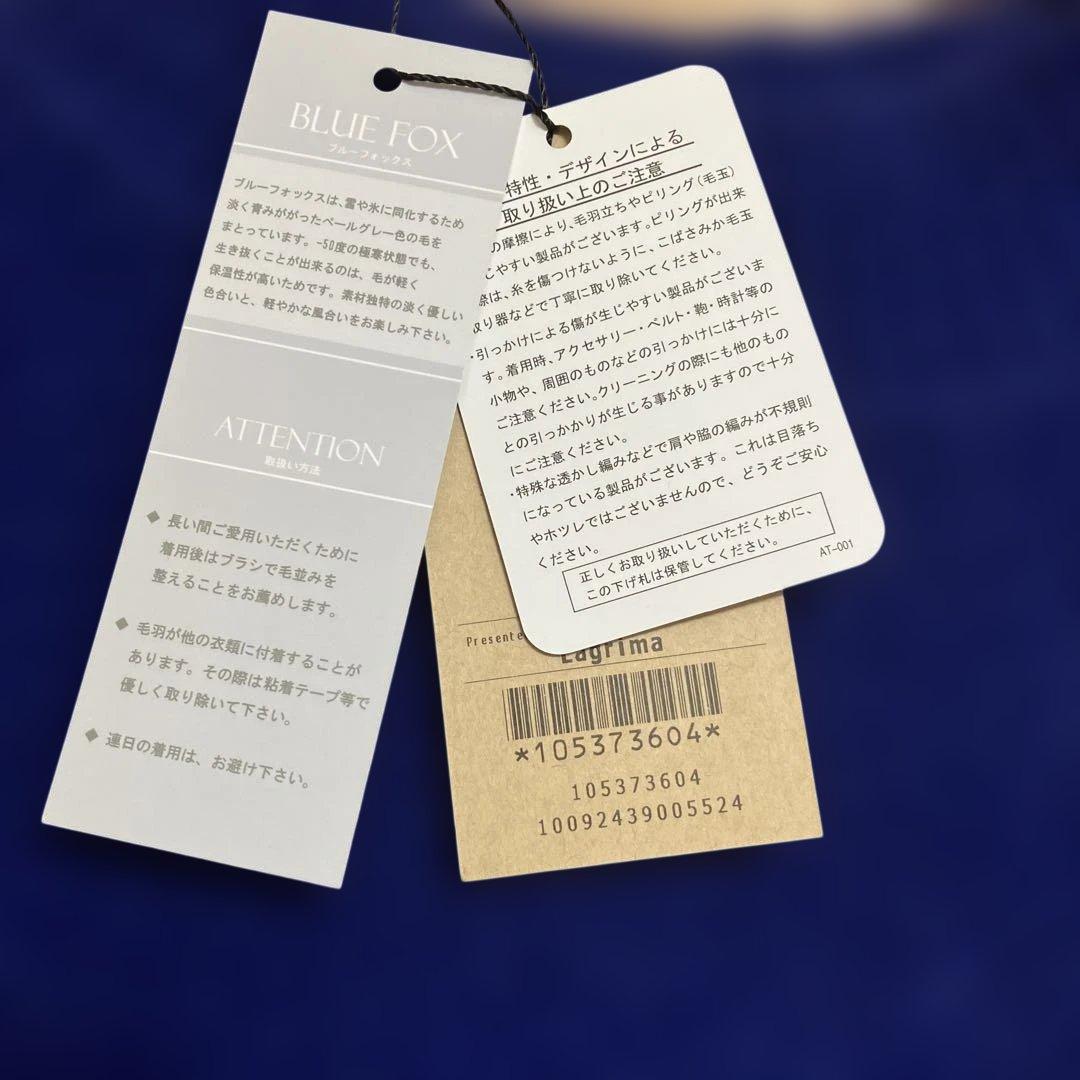 BLUE FOX
ブルーフォックス
ブルーフォックスは、雪や氷に同化するため
淡く青みががったペールグレー色の毛を
まとっています。-50度の極寒状態でも、
生き抜くことが出来るのは、毛が軽く
保温性が高いためです。素材独特の淡く優しい
色合いと、軽やかな風合いをお楽しみ下さい。
ATTENTION
取扱い方法
◆ 長い間ご愛用いただくために
着用後はブラシで毛並みを
整えることをお薦めします。
◆ 毛羽が他の衣類に付着することが
あります。その際は粘着テープ等で
優しく取り除いて下さい。
◆ 連日の着用は、お避け下さい。
特性・デザインによる
取り扱い上のご注意
の摩擦により、毛羽立ちやピリング(毛玉)
じやすい製品がございます。ピリングが出来
際は、糸を傷つけないように、こばさみか毛玉
取り器などで丁寧に取り除いてください。
・引っかけによる傷が生じやすい製品がございま
す。着用時、アクセサリー・ベルト・鞄・時計等の
小物や、周囲のものなどの引っかけには十分に
ご注意ください。クリーニングの際にも他のもの
との引っかかりが生じる事がありますので十分
にご注意ください。
・特殊な透かし編みなどで肩や脇の編みが不規則
になっている製品がございます。これは目落ち
やホツレではございませんので、どうぞご安心
ください。
正しくお取り扱いしていただくために、
この下げ札は保管してください。
AT-001
Presente
Lagrima
*105373604*
105373604
10092439005524